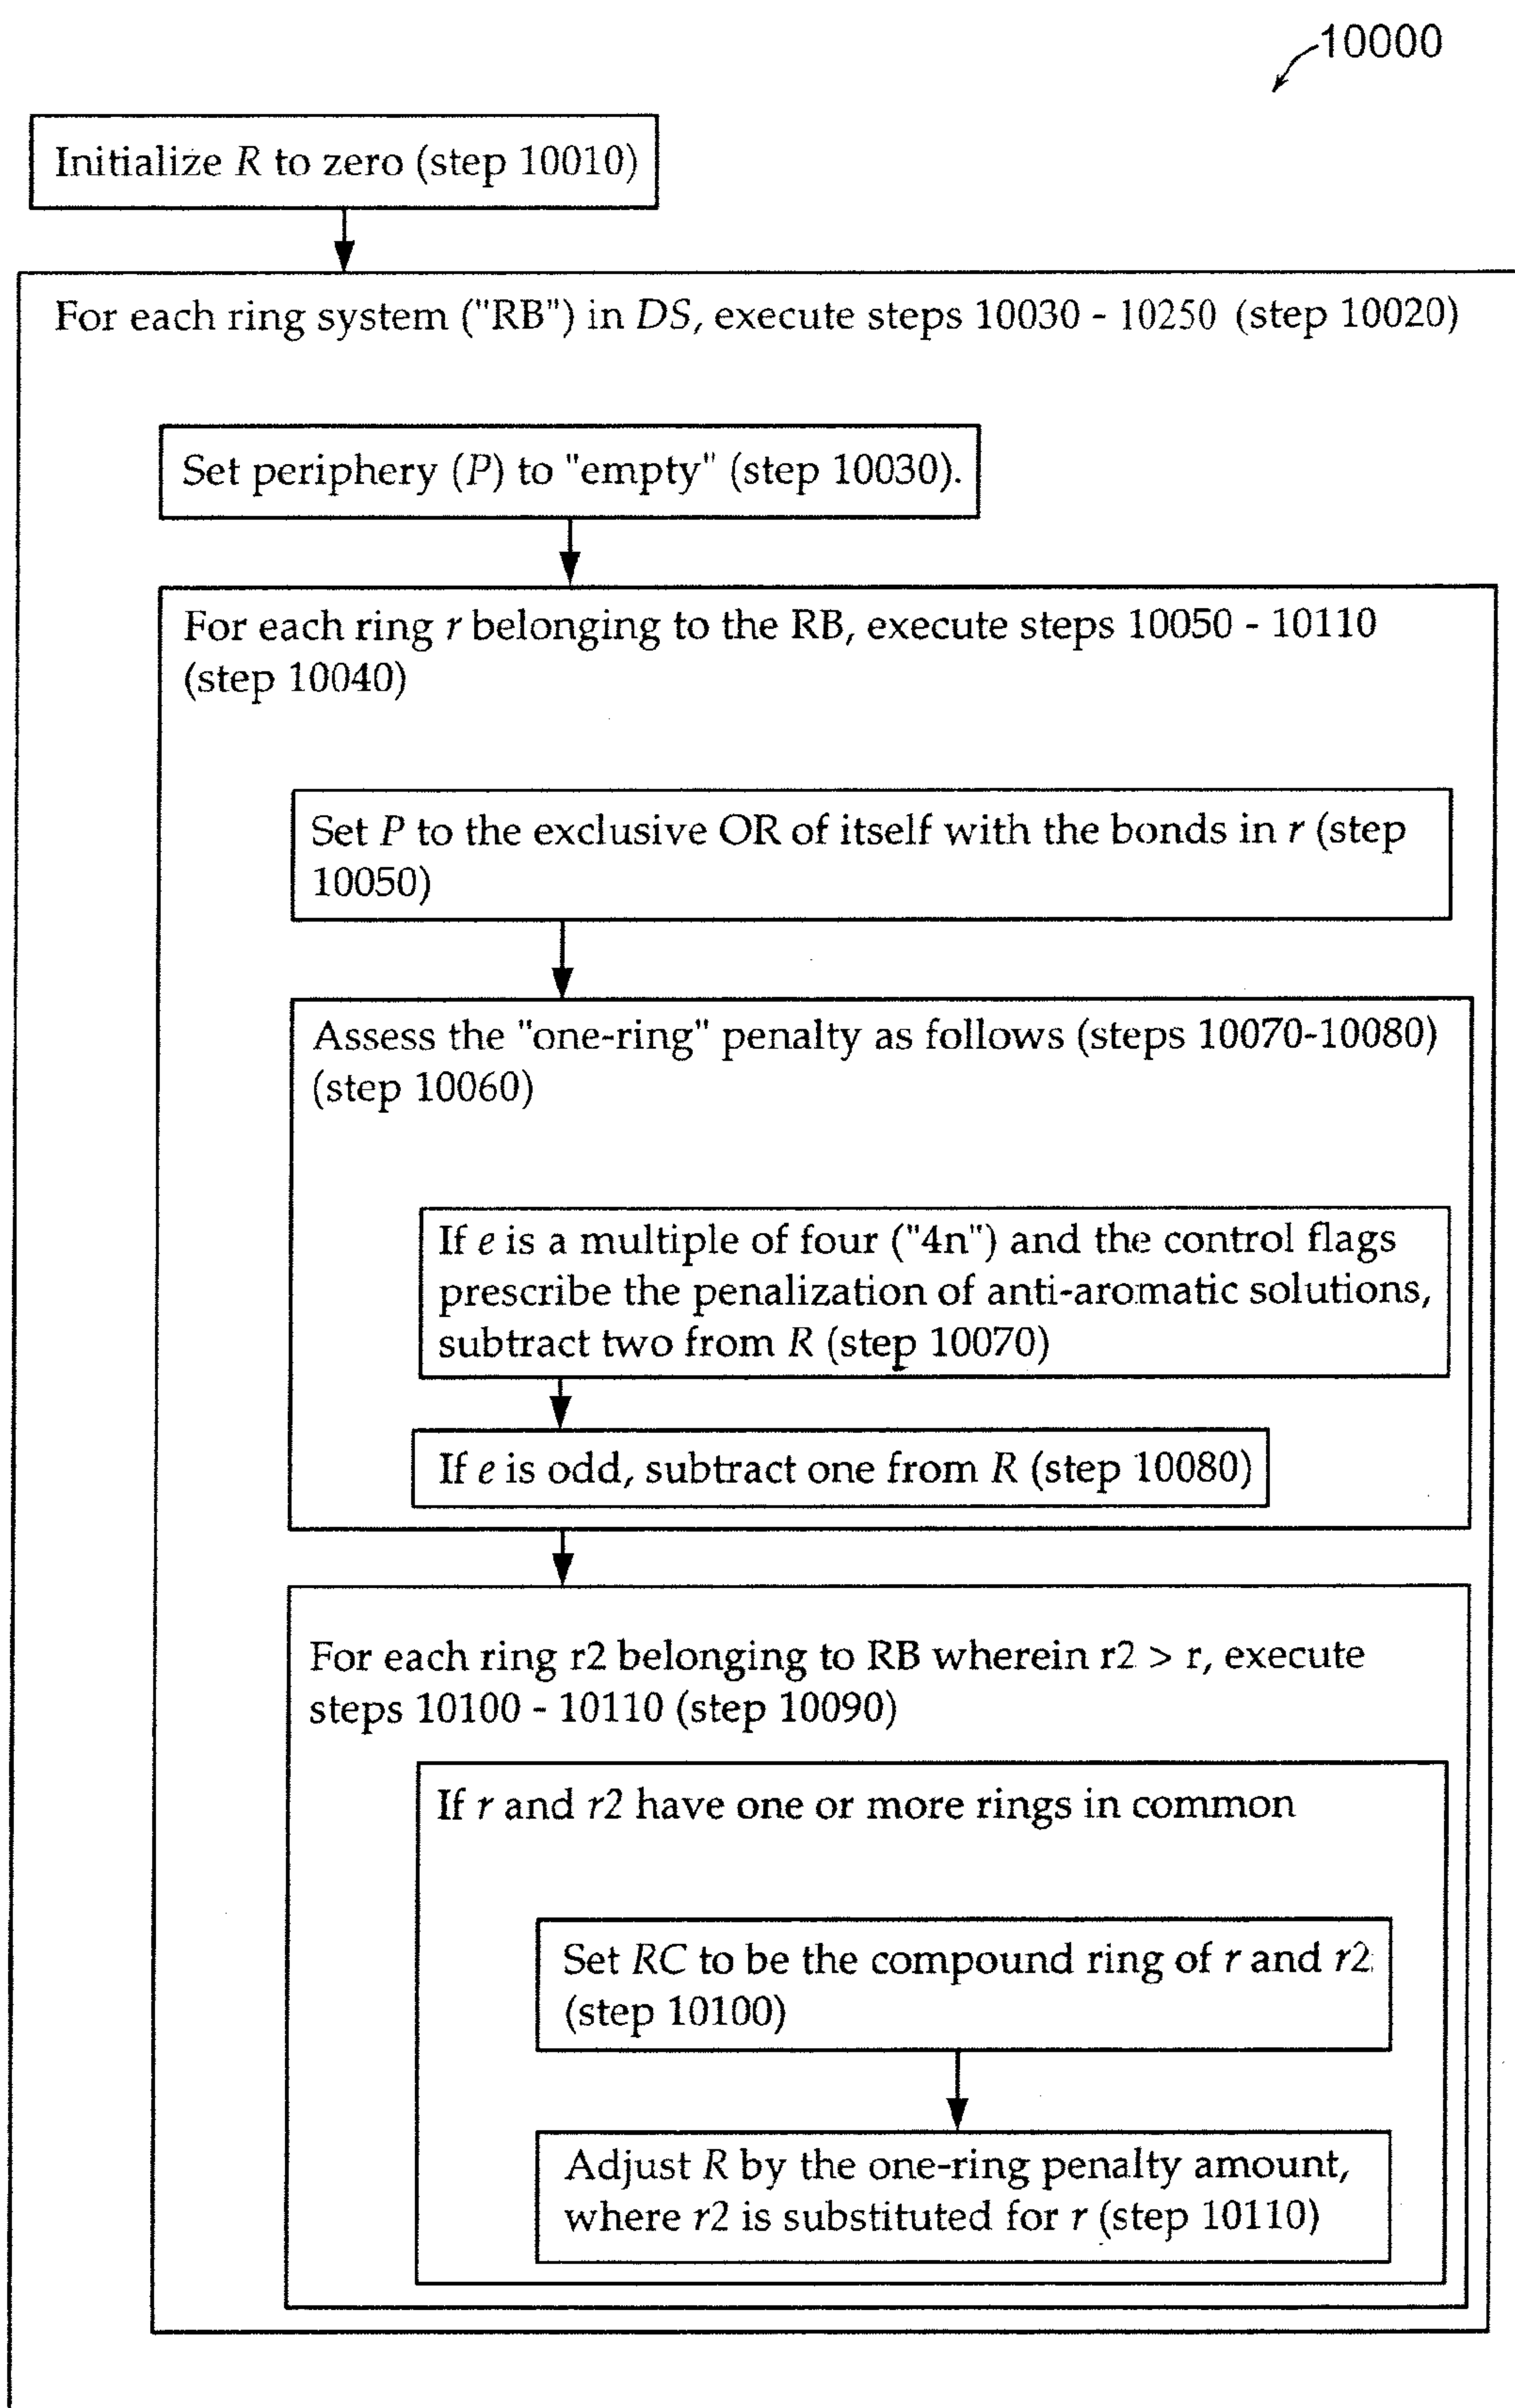 10000
Initialize R to zero (step 10010)
For each ring system ("RB") in DS, execute steps 10030 - 10250 (step 10020)
Set periphery (P) to "empty" (step 10030).
For each ring r belonging to the RB, execute steps 10050 - 10110
(step 10040)
Set P to the exclusive OR of itself with the bonds in r (step
10050)
Assess the "one-ring" penalty as follows (steps 10070-10080)
(step 10060)
If e is a multiple of four ("4n") and the control flags
prescribe the penalization of anti-aromatic solutions,
subtract two from R (step 10070)
If e is odd, subtract one from R (step 10080)
For each ring r2 belonging to RB wherein r2 > r, execute
steps 10100 - 10110 (step 10090)
If r and r2 have one or more rings in common
Set RC to be the compound ring of r and r2
(step 10100)
Adjust R by the one-ring penalty amount,
where r2 is substituted for r (step 10110)